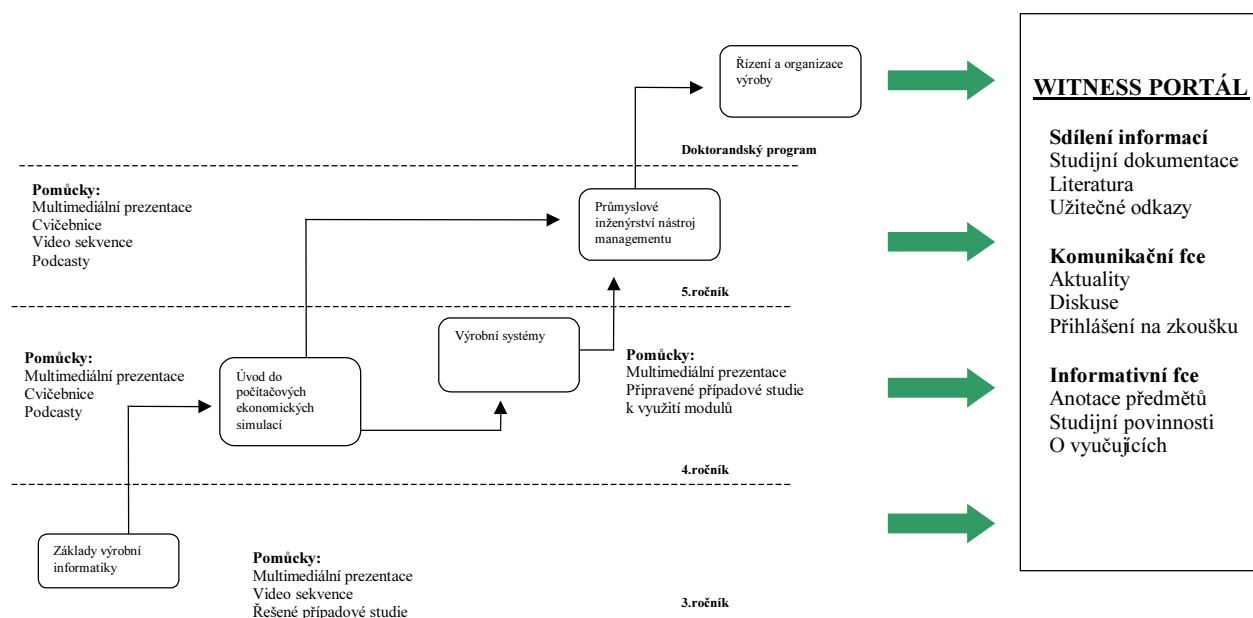 Řízení a organizace
výroby
Doktorandský program
Pomůcky:
Multimediální prezentace
Cvičebnice
Video sekvence
Podcasty
Průmyslové
inženýrství nástroj
managementu
5.ročník
Pomůcky:
Multimediální prezentace
Cvičebnice
Podcasty
Úvod do
počítačových
ekonomických
simulací
Výrobní systémy
Pomůcky:
Multimediální prezentace
Připravené případové studie
k využití modulů
4.ročník
Základy výrobní
informatiky
Pomůcky:
Multimediální prezentace
Video sekvence
Řešené případové studie
3.ročník
WITNESS PORTÁL
Sdílení informací
Studijní dokumentace
Literatura
Užitečné odkazy
Komunikační fce
Aktuality
Diskuse
Přihlášení na zkoušku
Informativní fce
Anotace předmětů
Studijní povinnosti
O vyučujících